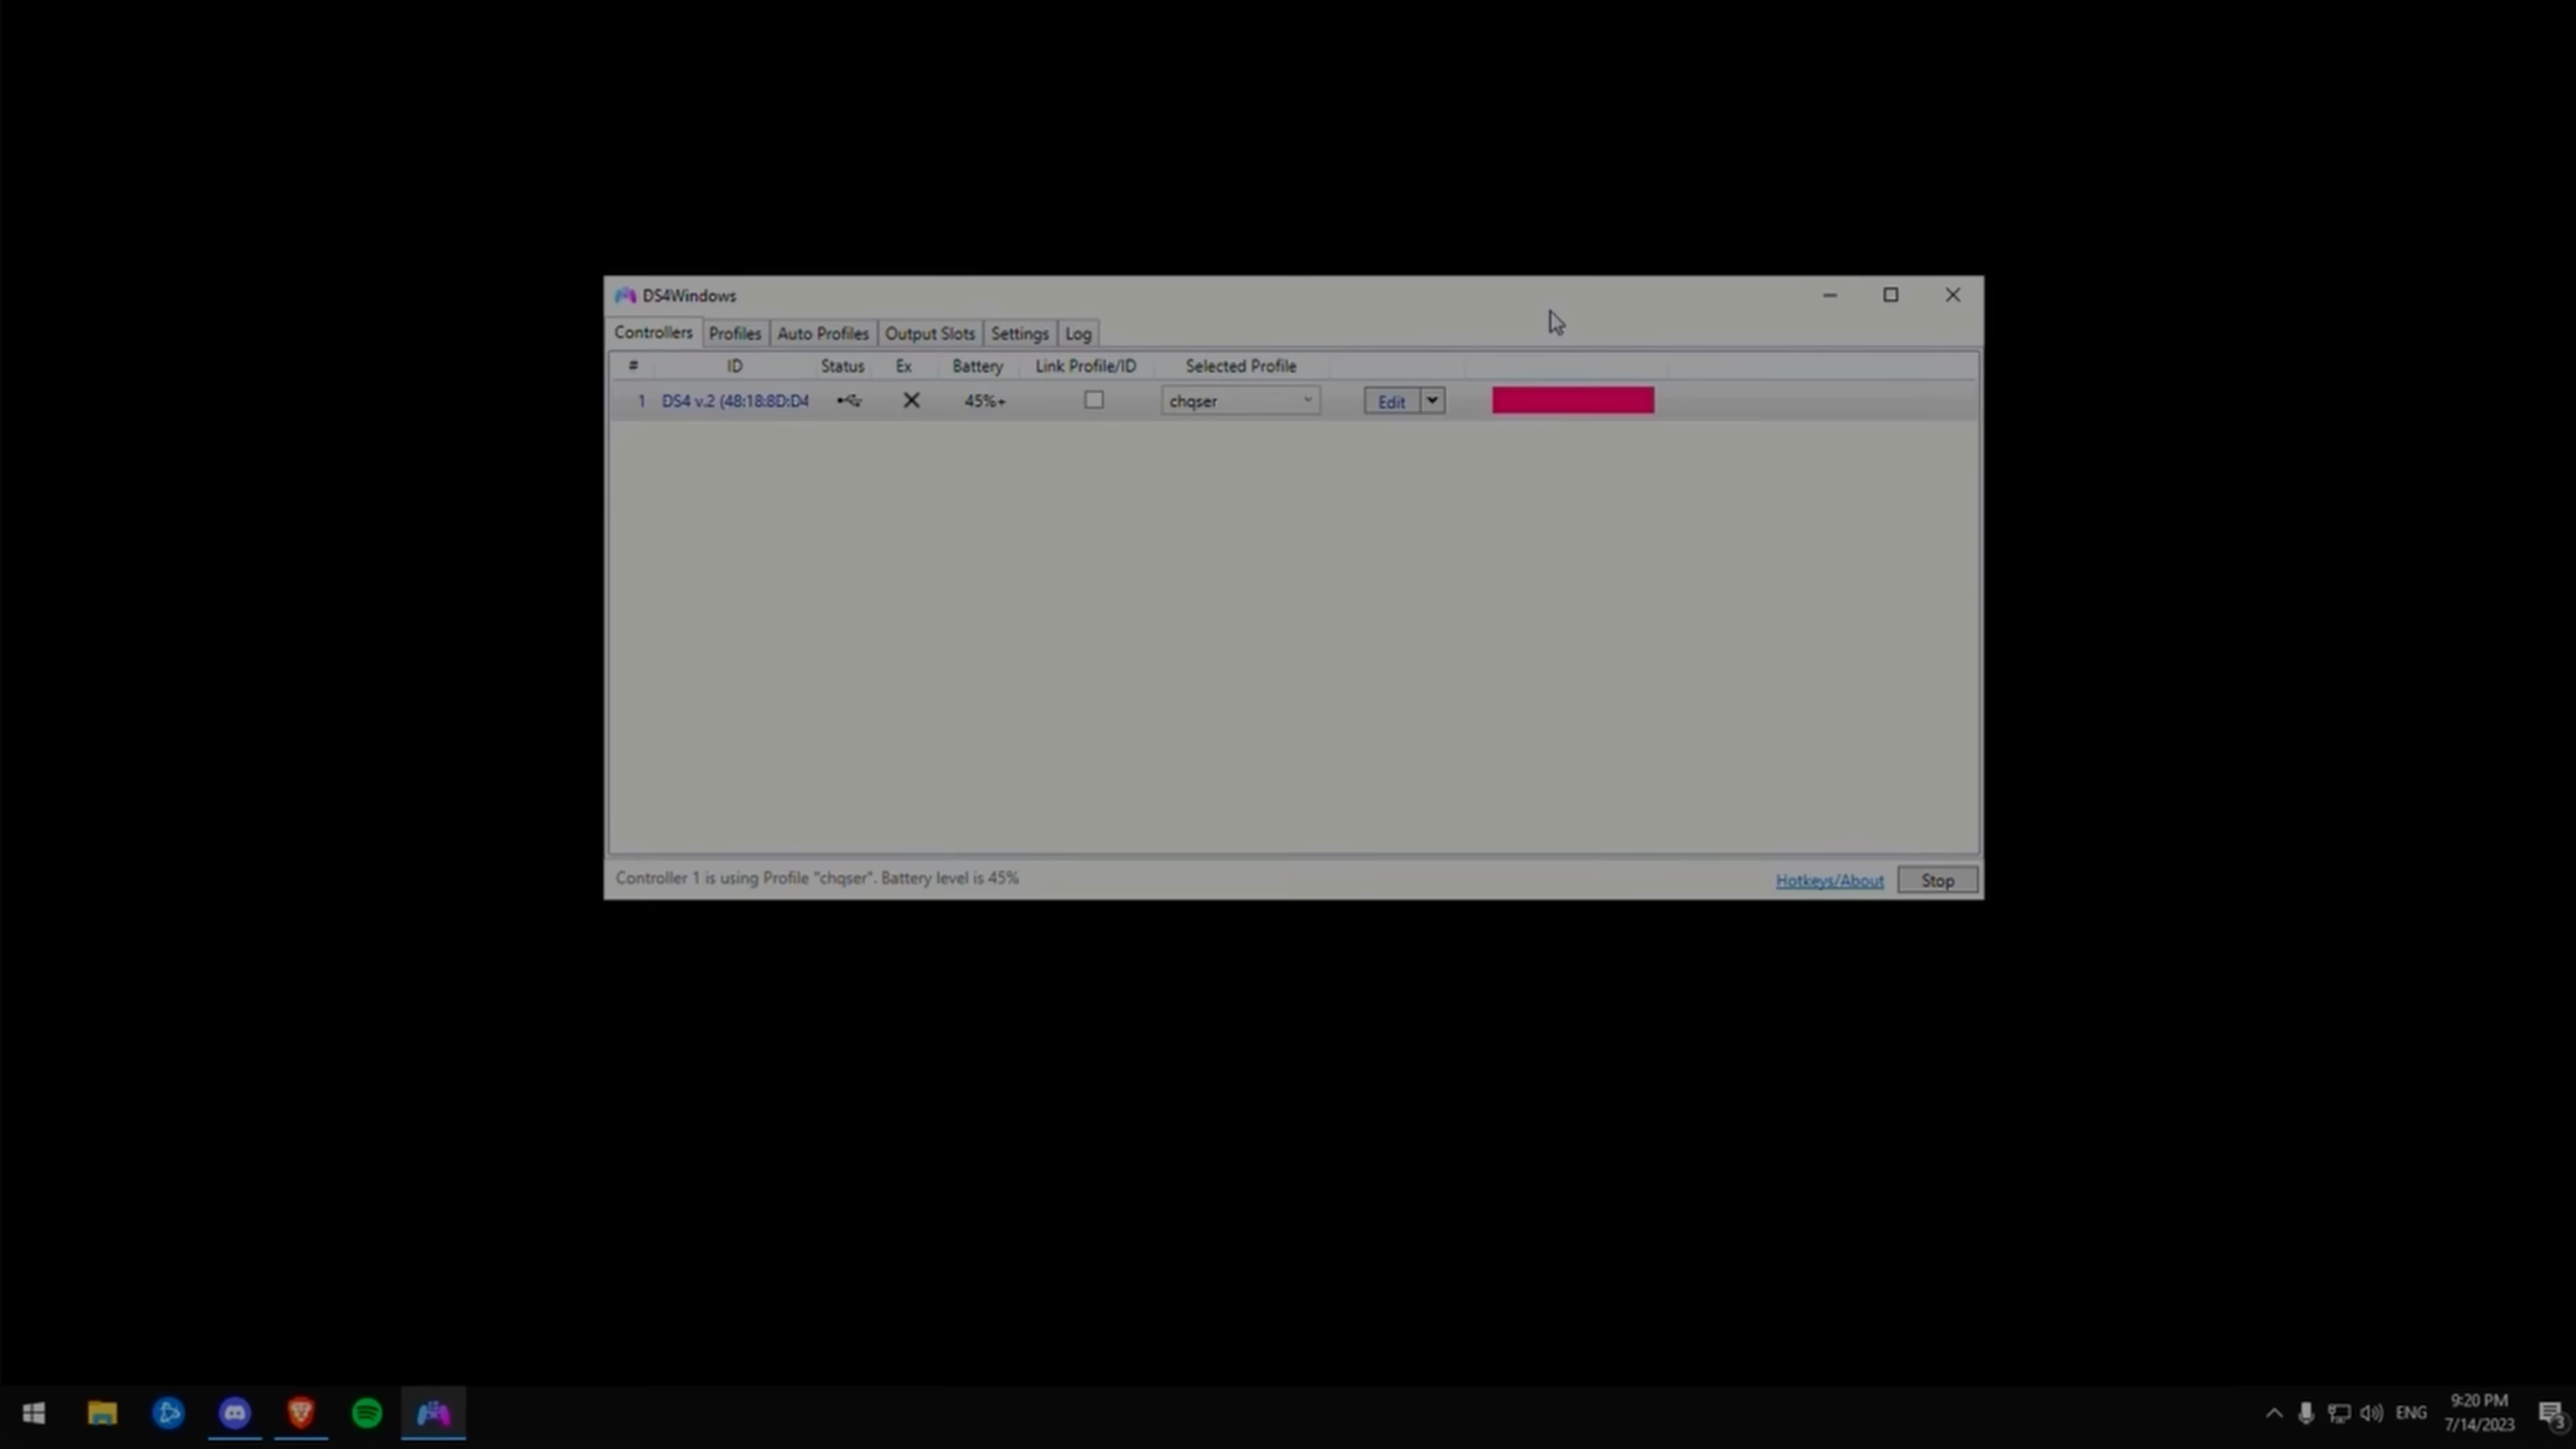 DS4Windows
Controllers Profiles Auto Profiles Output Slots Settings Log
# ID Status Ex Battery Link Profile/ID Selected Profile
1 DS4 v.2 (48:18:8D:D4 45%+ chqser Edit
Controller 1 is using Profile "chqser". Battery level is 45% Hotkeys/About Stop
9:20 PM
ENG
7/14/2023
3